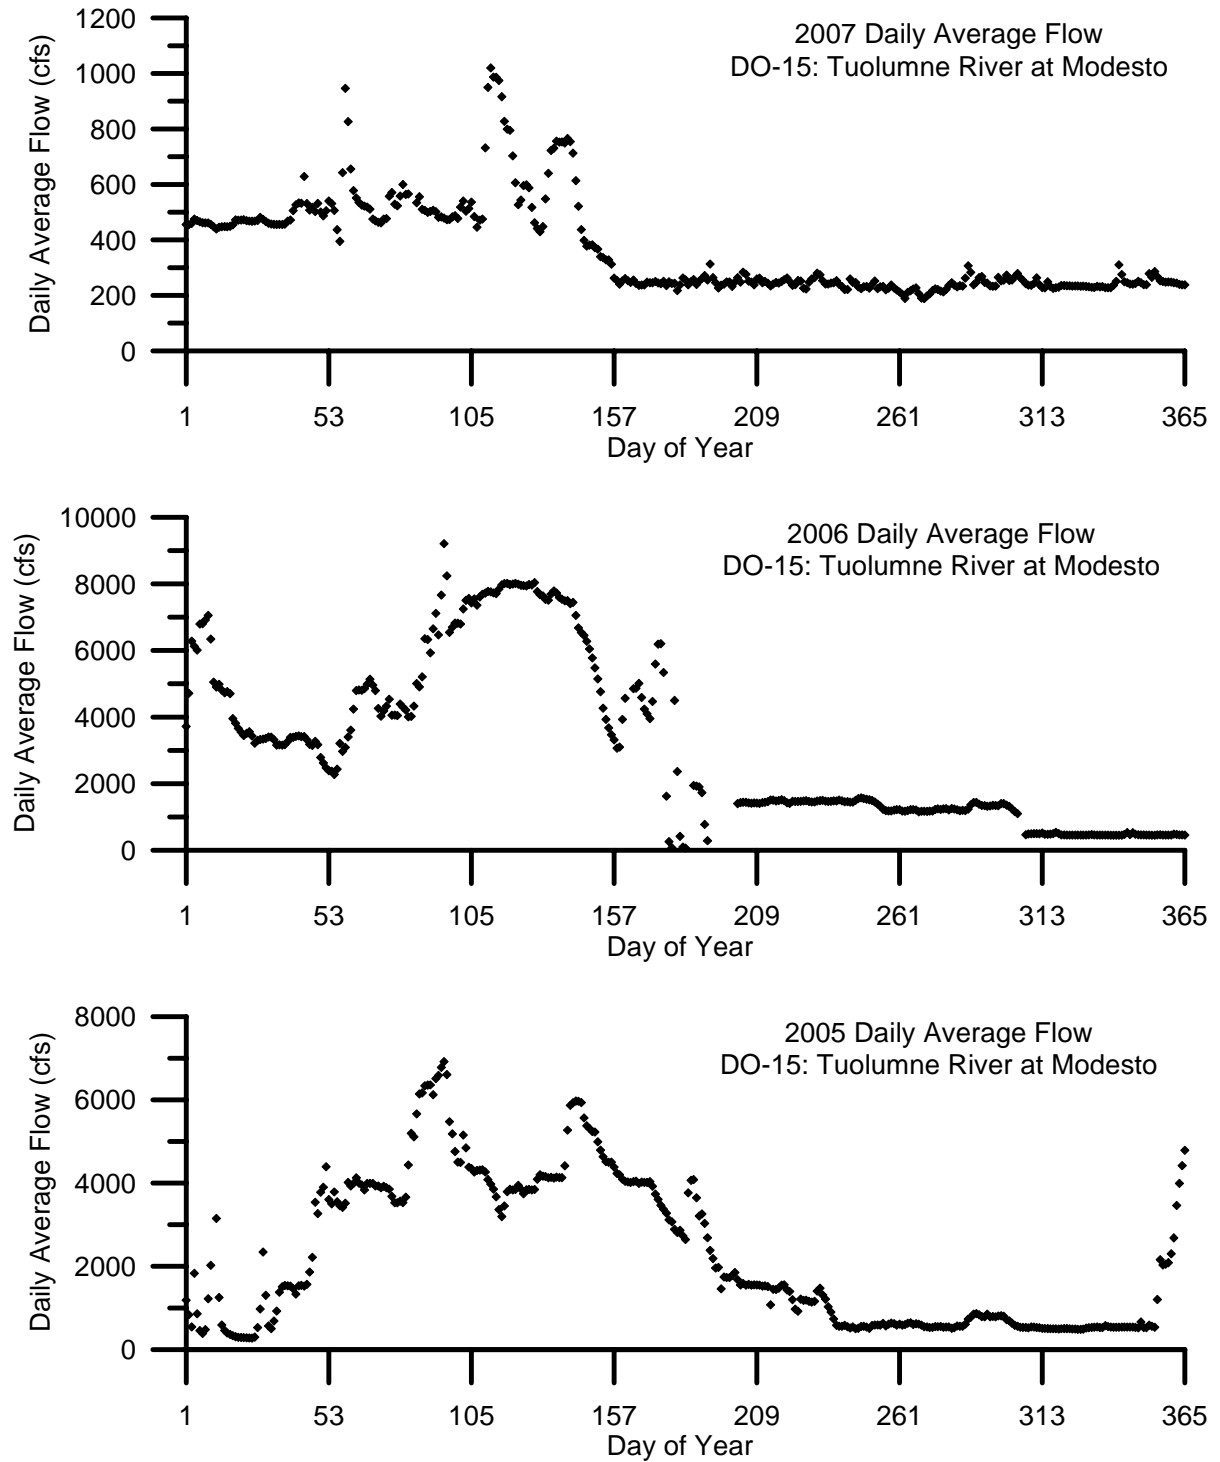 2007 Daily Average Flow
DO-15: Tuolumne River at Modesto
Daily Average Flow (cfs)
1200
1000
800
600
400
200
0
1 53 105 157 209 261 313 365
Day of Year
2006 Daily Average Flow
DO-15: Tuolumne River at Modesto
Daily Average Flow (cfs)
10000
8000
6000
4000
2000
0
1 53 105 157 209 261 313 365
Day of Year
2005 Daily Average Flow
DO-15: Tuolumne River at Modesto
Daily Average Flow (cfs)
8000
6000
4000
2000
0
1 53 105 157 209 261 313 365
Day of Year